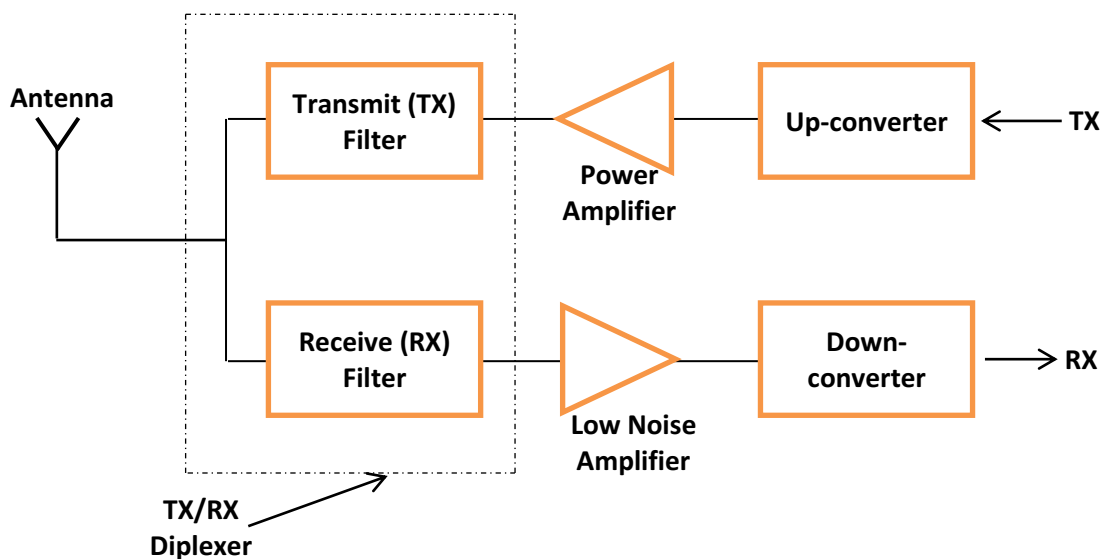 Antenna
Transmit (TX)
Filter
Power
Amplifier
Up-converter
TX
Receive (RX)
Filter
Low Noise
Amplifier
Down-
converter
RX
TX/RX
Diplexer